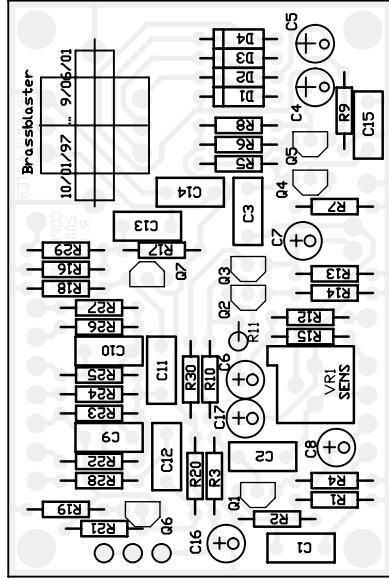 C5
D4
D3
D2
D1
C4
R9
C15
R8
R6
R5
Q5
Q4
R7
Brassblaster
10/01/97 ... 9/06/01
C14
C3
C13
R17
C7
R29
R16
R18
Q7
Q3
Q2
R13
R14
R27
R26
R12
R15
R11
C10
C11
R30
R10
C6
VR1
SENS
R25
R24
R23
C17
C9
C12
R22
R28
R20
R3
C2
C8
R4
R1
Q1
R19
R21
Q6
R2
C16
C1